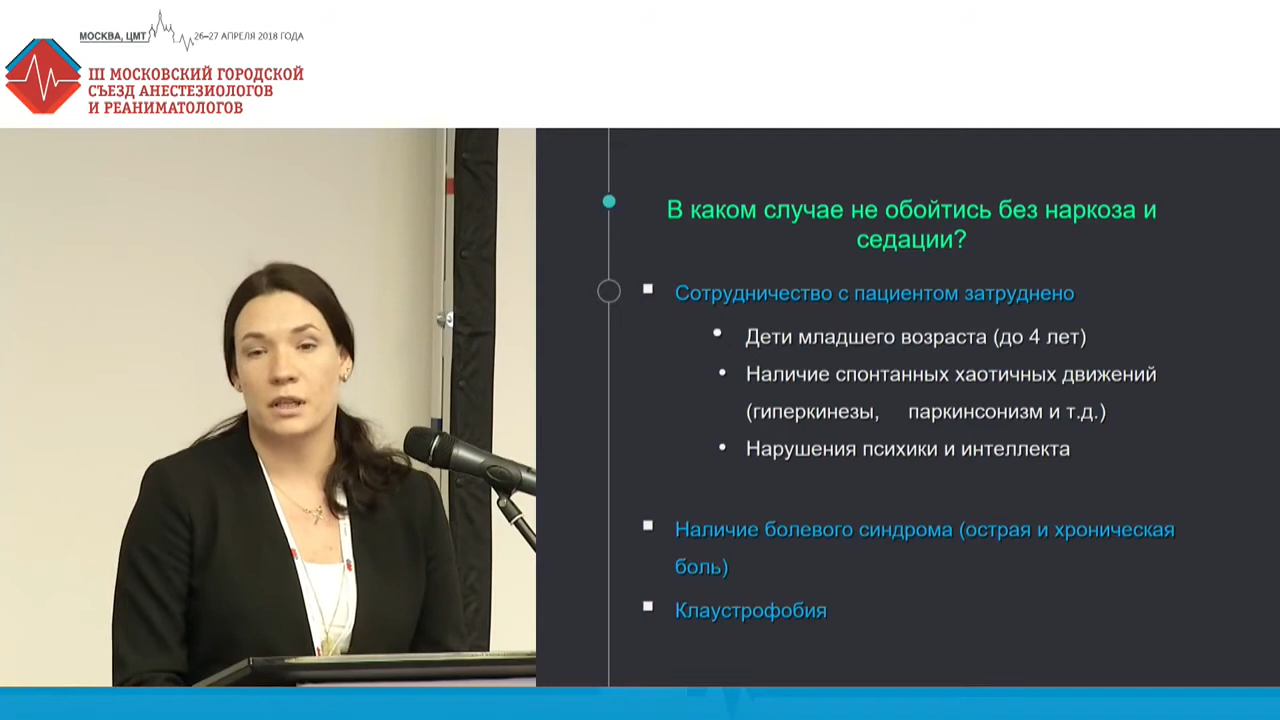 МОСКВА, ЦМТ 26–27 АПРЕЛЯ 2018 ГОДА
III МОСКОВСКИЙ ГОРОДСКОЙ
СЪЕЗД АНЕСТЕЗИОЛОГОВ
И РЕАНИМАТОЛОГОВ
В каком случае не обойтись без наркоза и
седации?
Сотрудничество с пациентом затруднено
Дети младшего возраста (до 4 лет)
Наличие спонтанных хаотичных движений
(гиперкинезы, паркинсонизм и т.д.)
Нарушения психики и интеллекта
Наличие болевого синдрома (острая и хроническая
боль)
Клаустрофобия